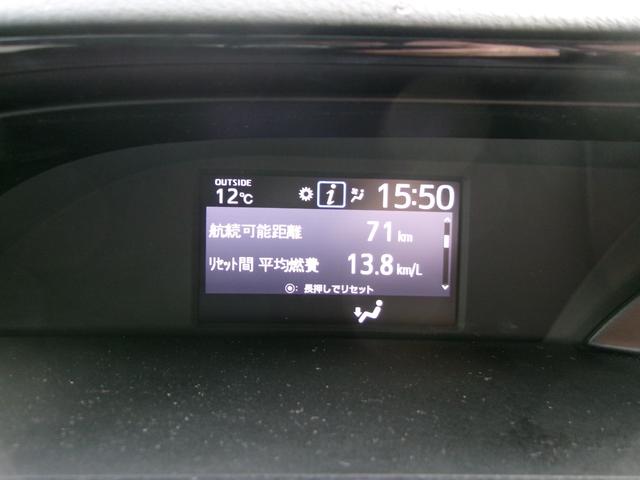 OUTSIDE
12℃
i
15:50
航続可能距離 71 km
ﾘｾｯﾄ間 平均燃費 13.8 km/L
◉: 長押しでリセット